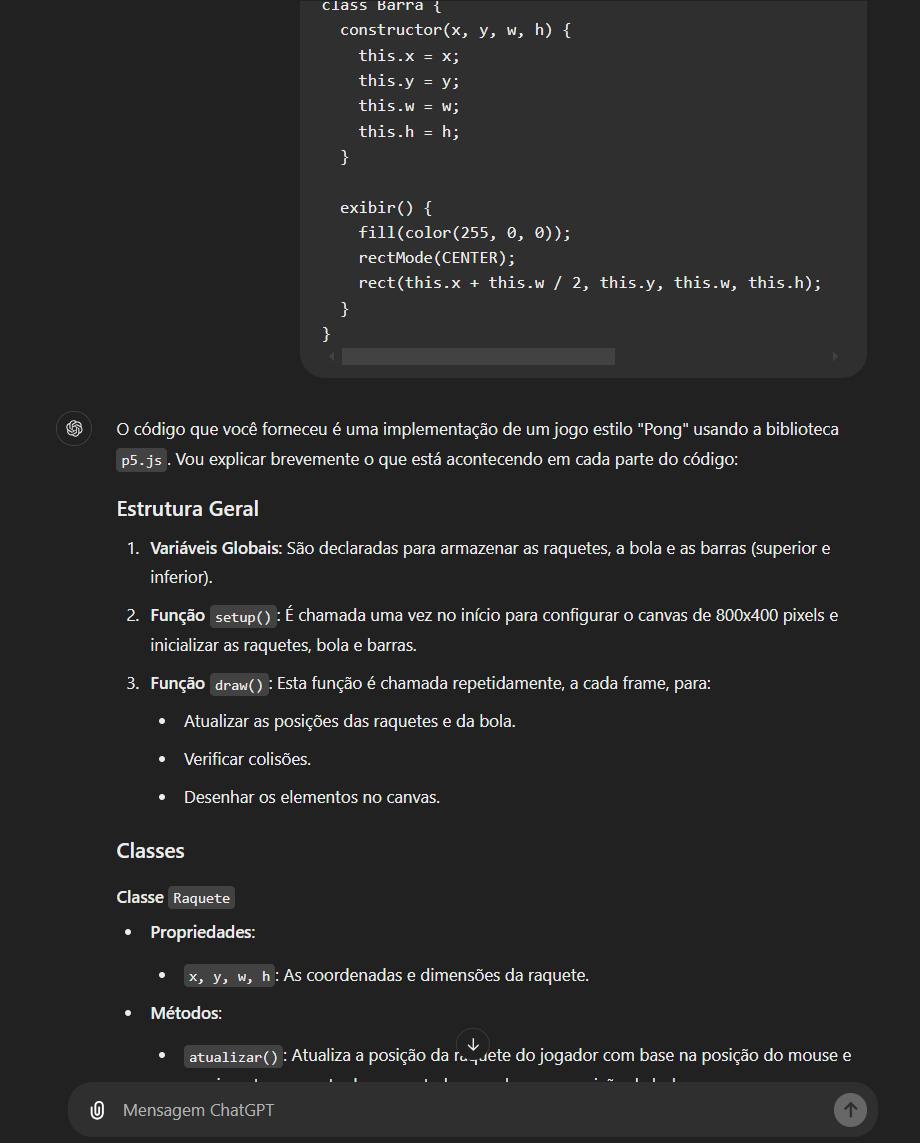 class Barra {
constructor(x, y, w, h) {
this.x = x;
this.y = y;
this.w = w;
this.h = h;
}
exibir() {
fill(color(255, 0, 0));
rectMode(CENTER);
rect(this.x + this.w / 2, this.y, this.w, this.h);
}
}
O código que você forneceu é uma implementação de um jogo estilo "Pong" usando a biblioteca
p5.js. Vou explicar brevemente o que está acontecendo em cada parte do código:
Estrutura Geral
1. Variáveis Globais: São declaradas para armazenar as raquetes, a bola e as barras (superior e
inferior).
2. Função setup(): É chamada uma vez no início para configurar o canvas de 800x400 pixels e
inicializar as raquetes, bola e barras.
3. Função draw(): Esta função é chamada repetidamente, a cada frame, para:
• Atualizar as posições das raquetes e da bola.
• Verificar colisões.
• Desenhar os elementos no canvas.
Classes
Classe Raquete
• Propriedades:
• x, y, w, h: As coordenadas e dimensões da raquete.
• Métodos:
• atualizar(): Atualiza a posição da raquete do jogador com base na posição do mouse e
Mensagem ChatGPT